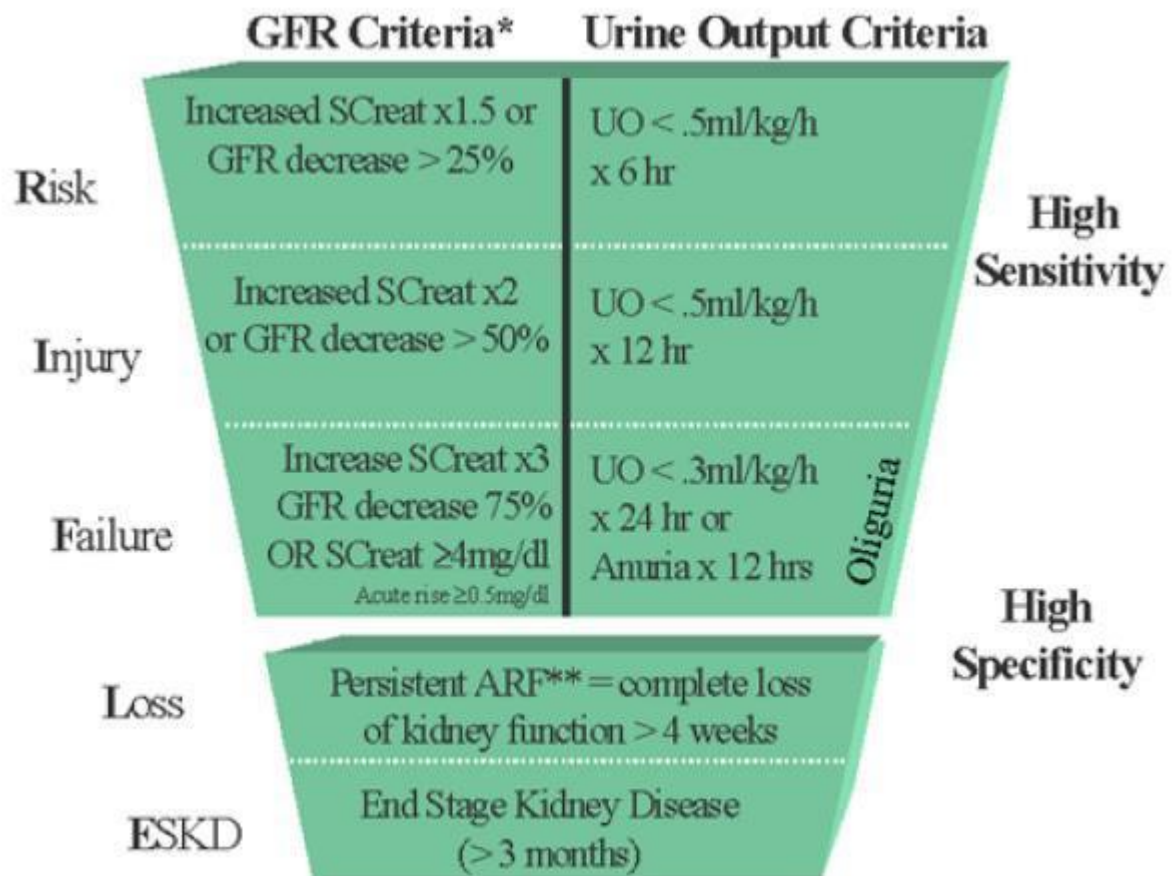 GFR Criteria* Urine Output Criteria
Risk
Increased SCreat x1.5 or
GFR decrease > 25%
UO < .5ml/kg/h
x 6 hr
High
Sensitivity
Injury
Increased SCreat x2
or GFR decrease > 50%
UO < .5ml/kg/h
x 12 hr
Failure
Increase SCreat x3
GFR decrease 75%
OR SCreat ≥4mg/dl
Acute rise ≥0.5mg/dl
UO < .3ml/kg/h
x 24 hr or
Anuria x 12 hrs
Oliguria
High
Specificity
Loss
Persistent ARF** = complete loss
of kidney function > 4 weeks
ESKD
End Stage Kidney Disease
(> 3 months)